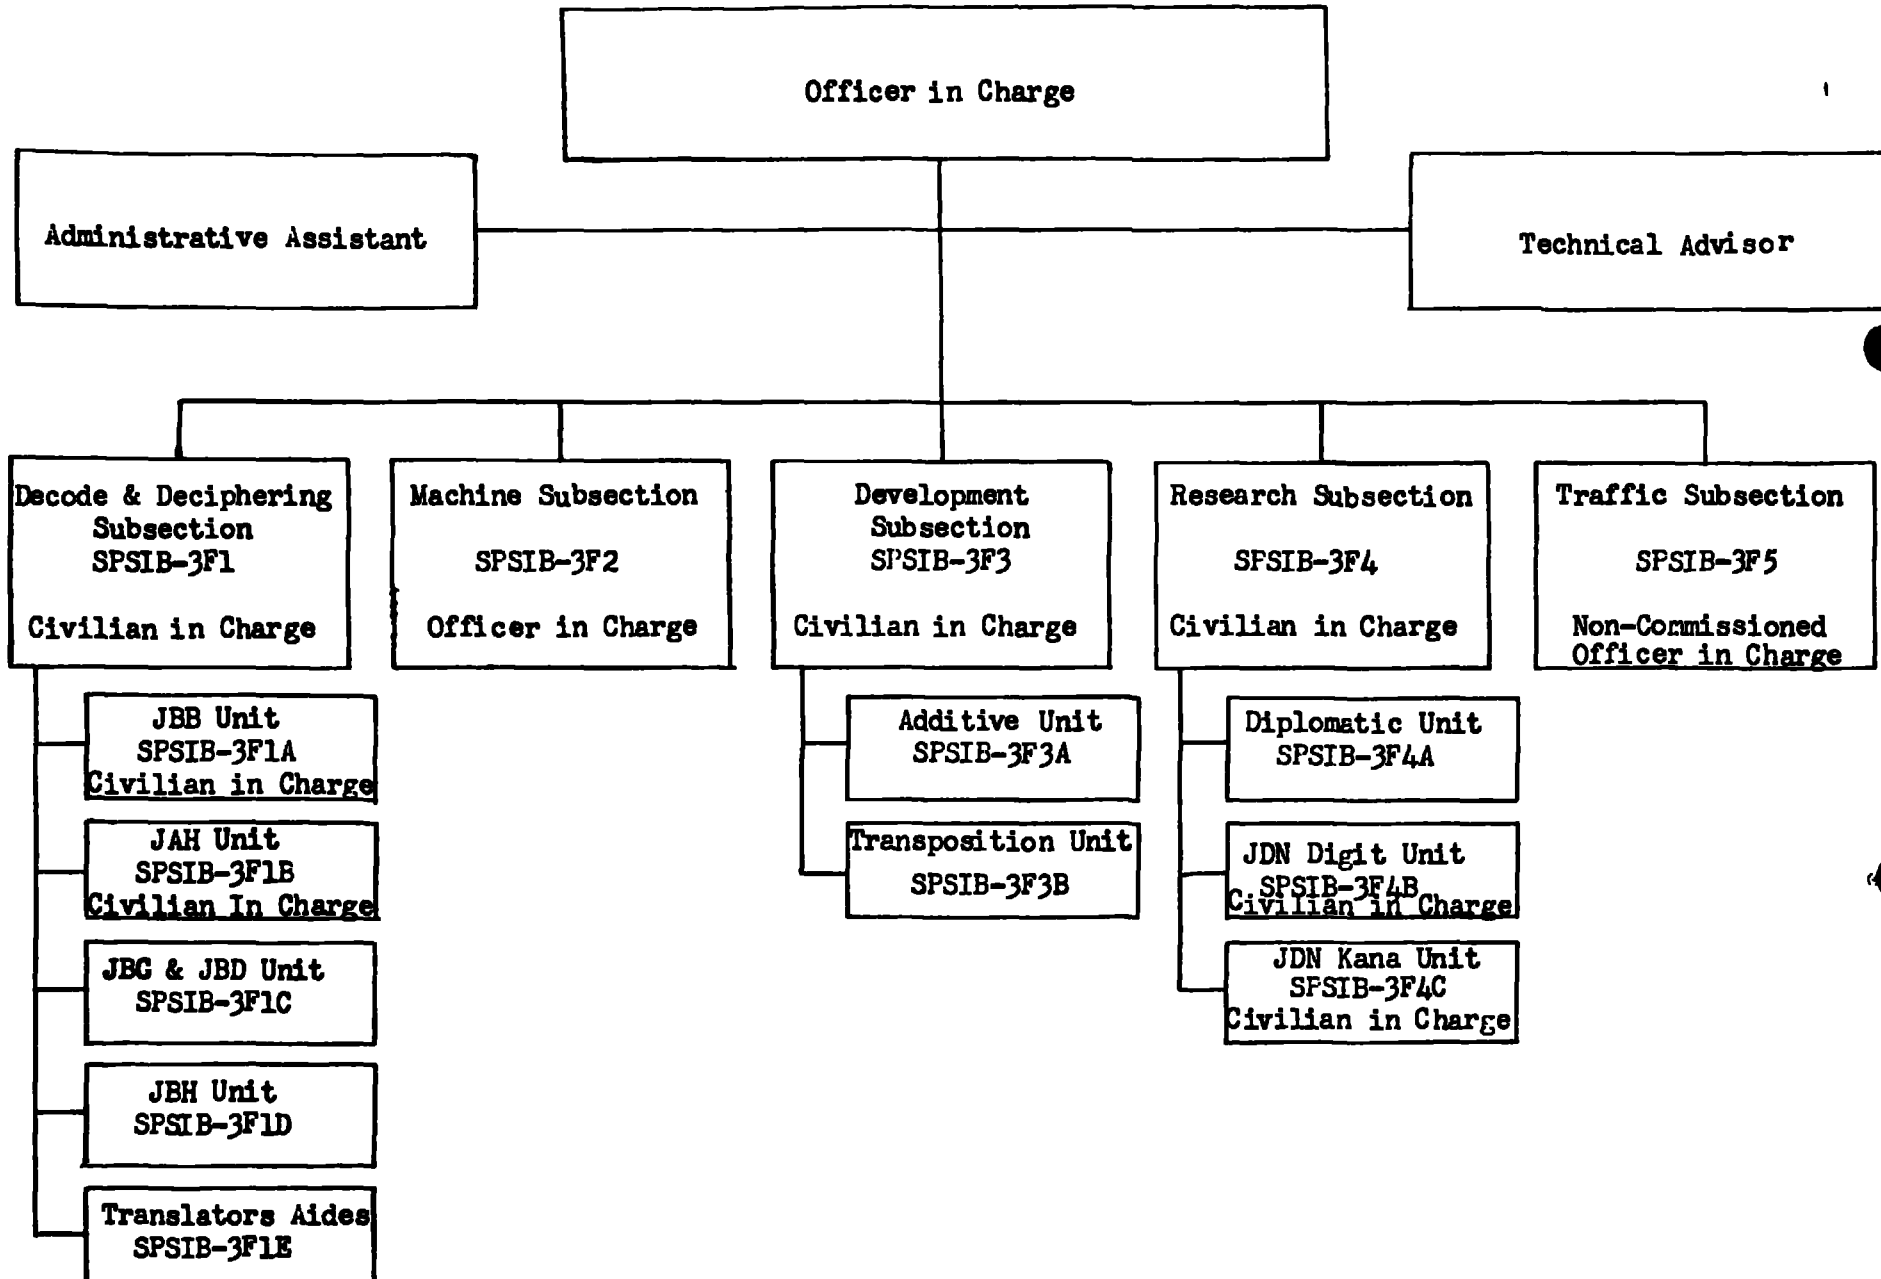 Officer in Charge
Administrative Assistant
Technical Advisor
Decode & Deciphering
Subsection
SPSIB-3F1
Civilian in Charge
Machine Subsection
SPSIB-3F2
Officer in Charge
Development
Subsection
SPSIB-3F3
Civilian in Charge
Research Subsection
SPSIB-3F4
Civilian in Charge
Traffic Subsection
SPSIB-3F5
Non-Commissioned
Officer in Charge
JBB Unit
SPSIB-3F1A
Civilian in Charge
JAH Unit
SPSIB-3F1B
Civilian In Charge
JBC & JBD Unit
SPSIB-3F1C
JBH Unit
SPSIB-3F1D
Translators Aides
SPSIB-3F1E
Additive Unit
SPSIB-3F3A
Transposition Unit
SPSIB-3F3B
Diplomatic Unit
SPSIB-3F4A
JDN Digit Unit
SPSIB-3F4B
Civilian in Charge
JDN Kana Unit
SPSIB-3F4C
Civilian in Charge